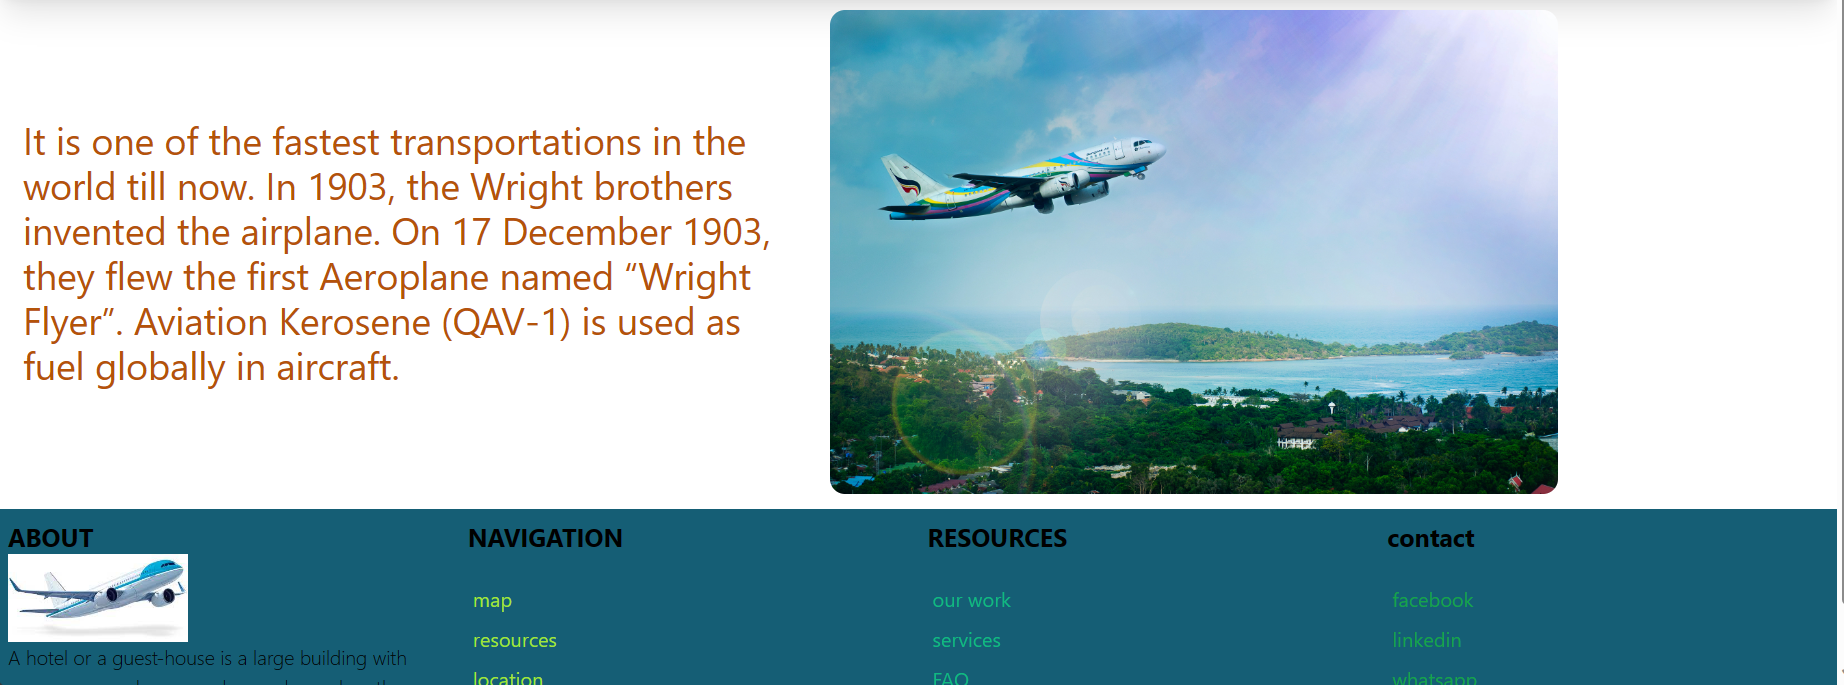 It is one of the fastest transportations in the
world till now. In 1903, the Wright brothers
invented the airplane. On 17 December 1903,
they flew the first Aeroplane named “Wright
Flyer”. Aviation Kerosene (QAV-1) is used as
fuel globally in aircraft.
ABOUT
A hotel or a guest-house is a large building with
NAVIGATION
map
resources
location
RESOURCES
our work
services
FAQ
contact
facebook
linkedin
whatsapp